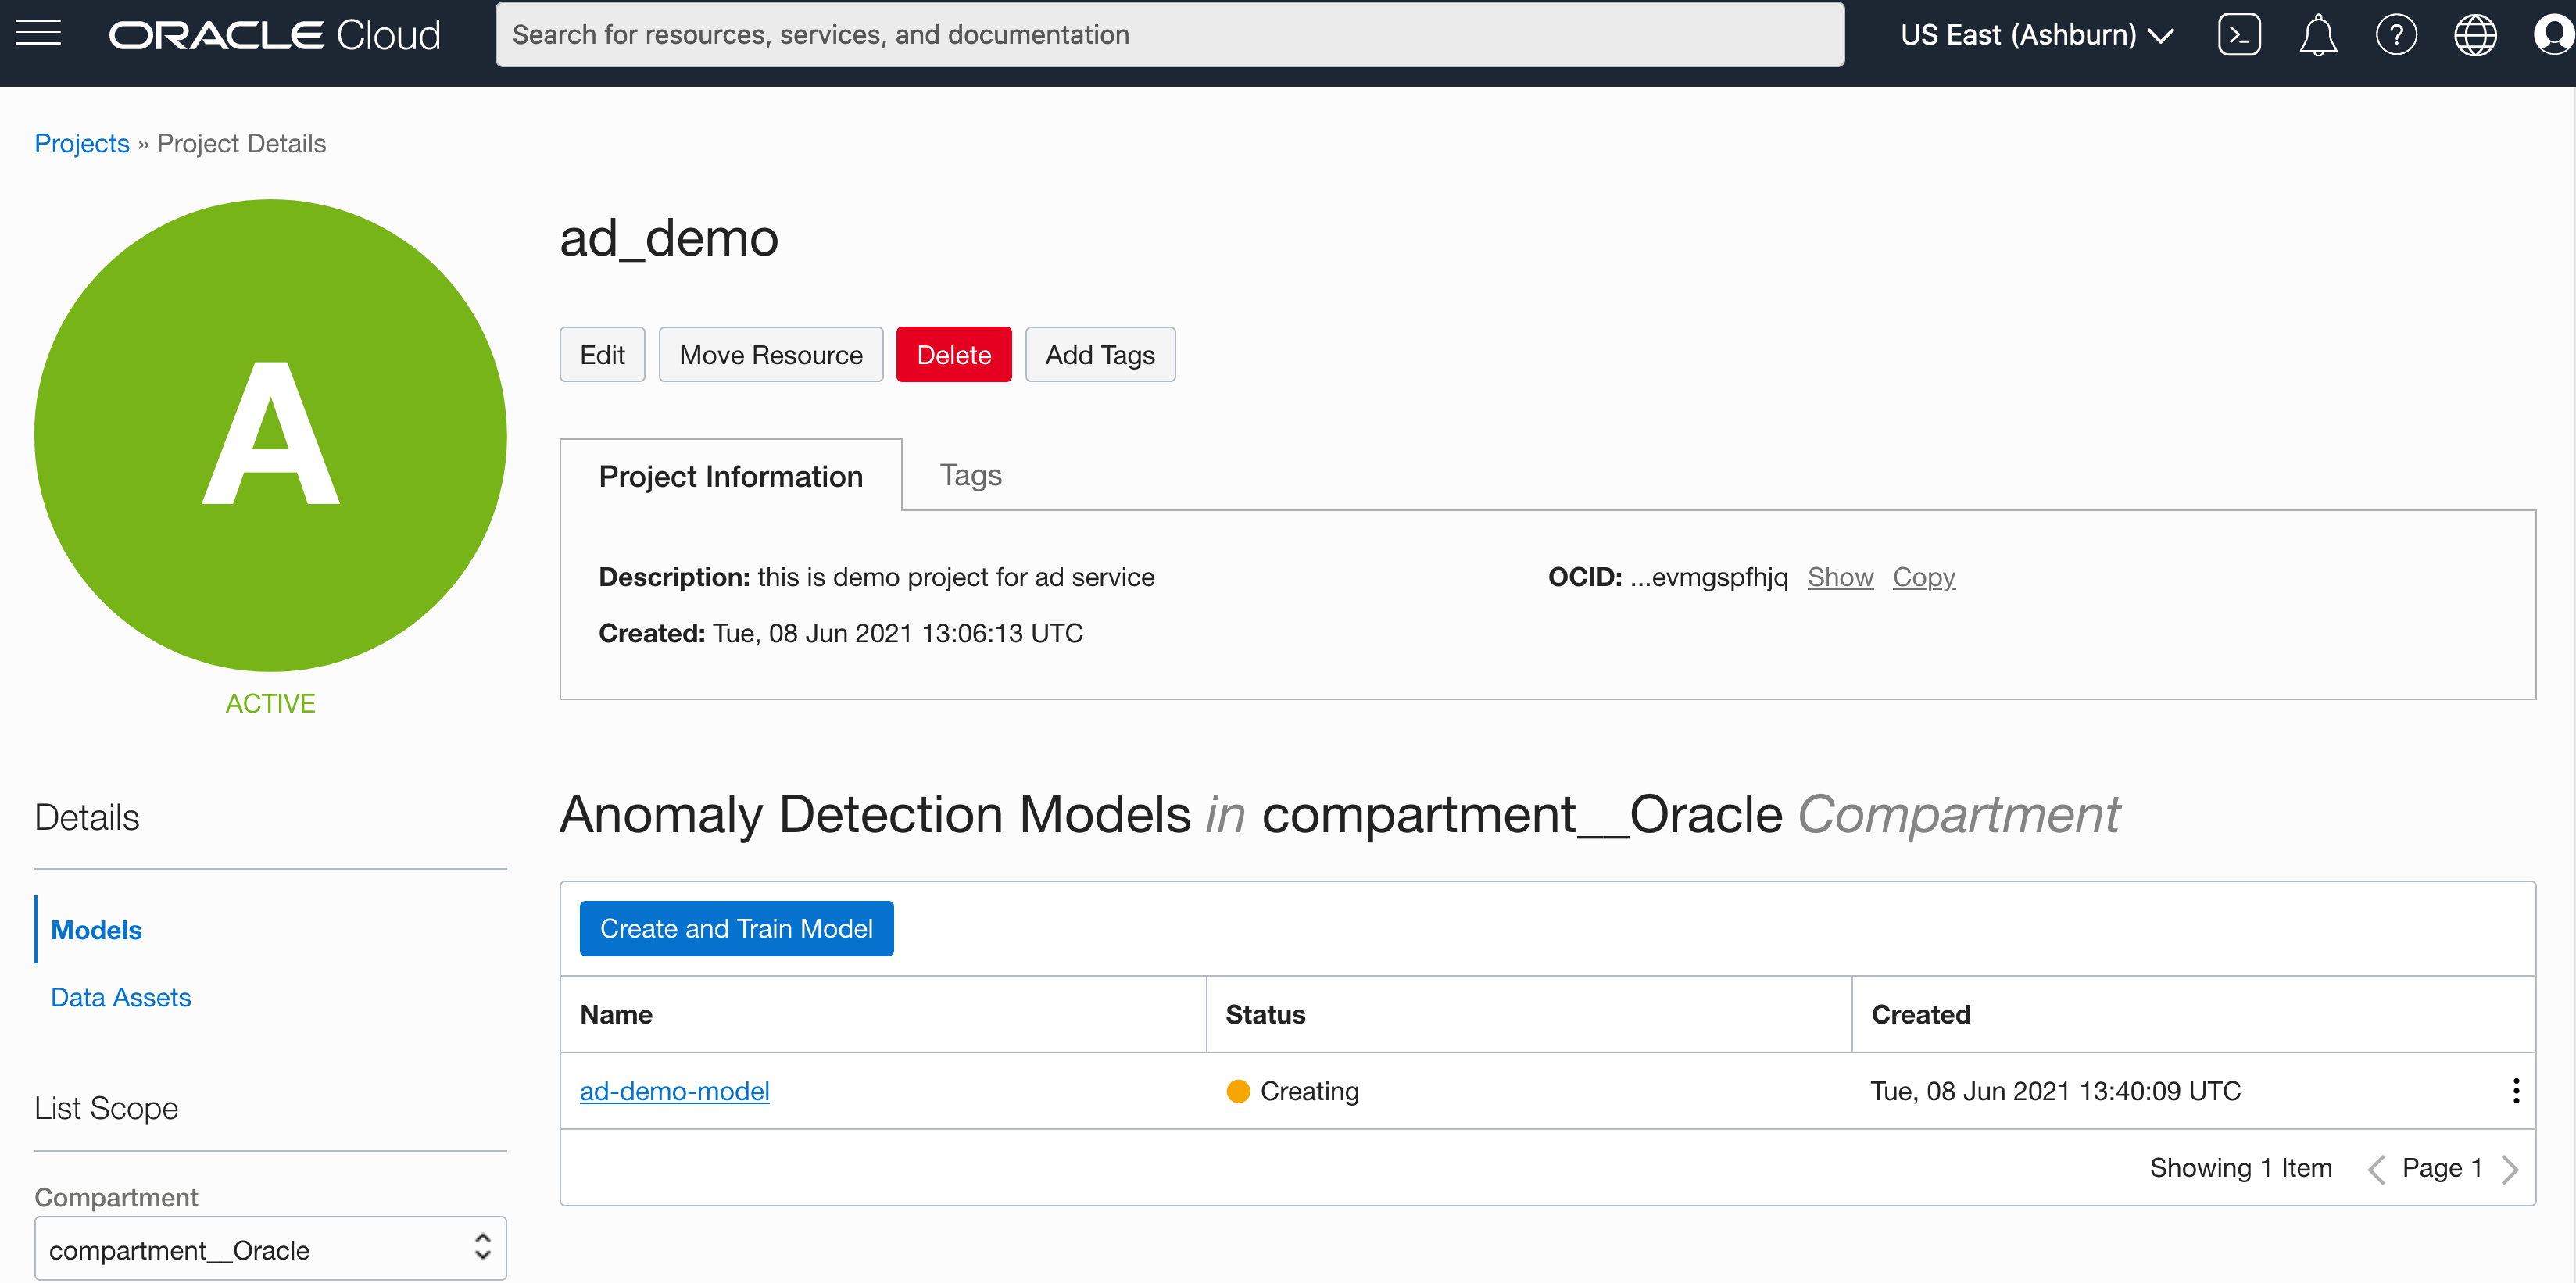 ORACLE Cloud
Search for resources, services, and documentation
US East (Ashburn)
Projects » Project Details
A
ACTIVE
ad_demo
Edit
Move Resource
Delete
Add Tags
Project Information
Tags
Description: this is demo project for ad service
OCID: ...evmgspfhjq Show Copy
Created: Tue, 08 Jun 2021 13:06:13 UTC
Details
Models
Data Assets
List Scope
Compartment
compartment__Oracle
Anomaly Detection Models in compartment__Oracle Compartment
Create and Train Model
Name Status Created
ad-demo-model Creating Tue, 08 Jun 2021 13:40:09 UTC
Showing 1 Item Page 1